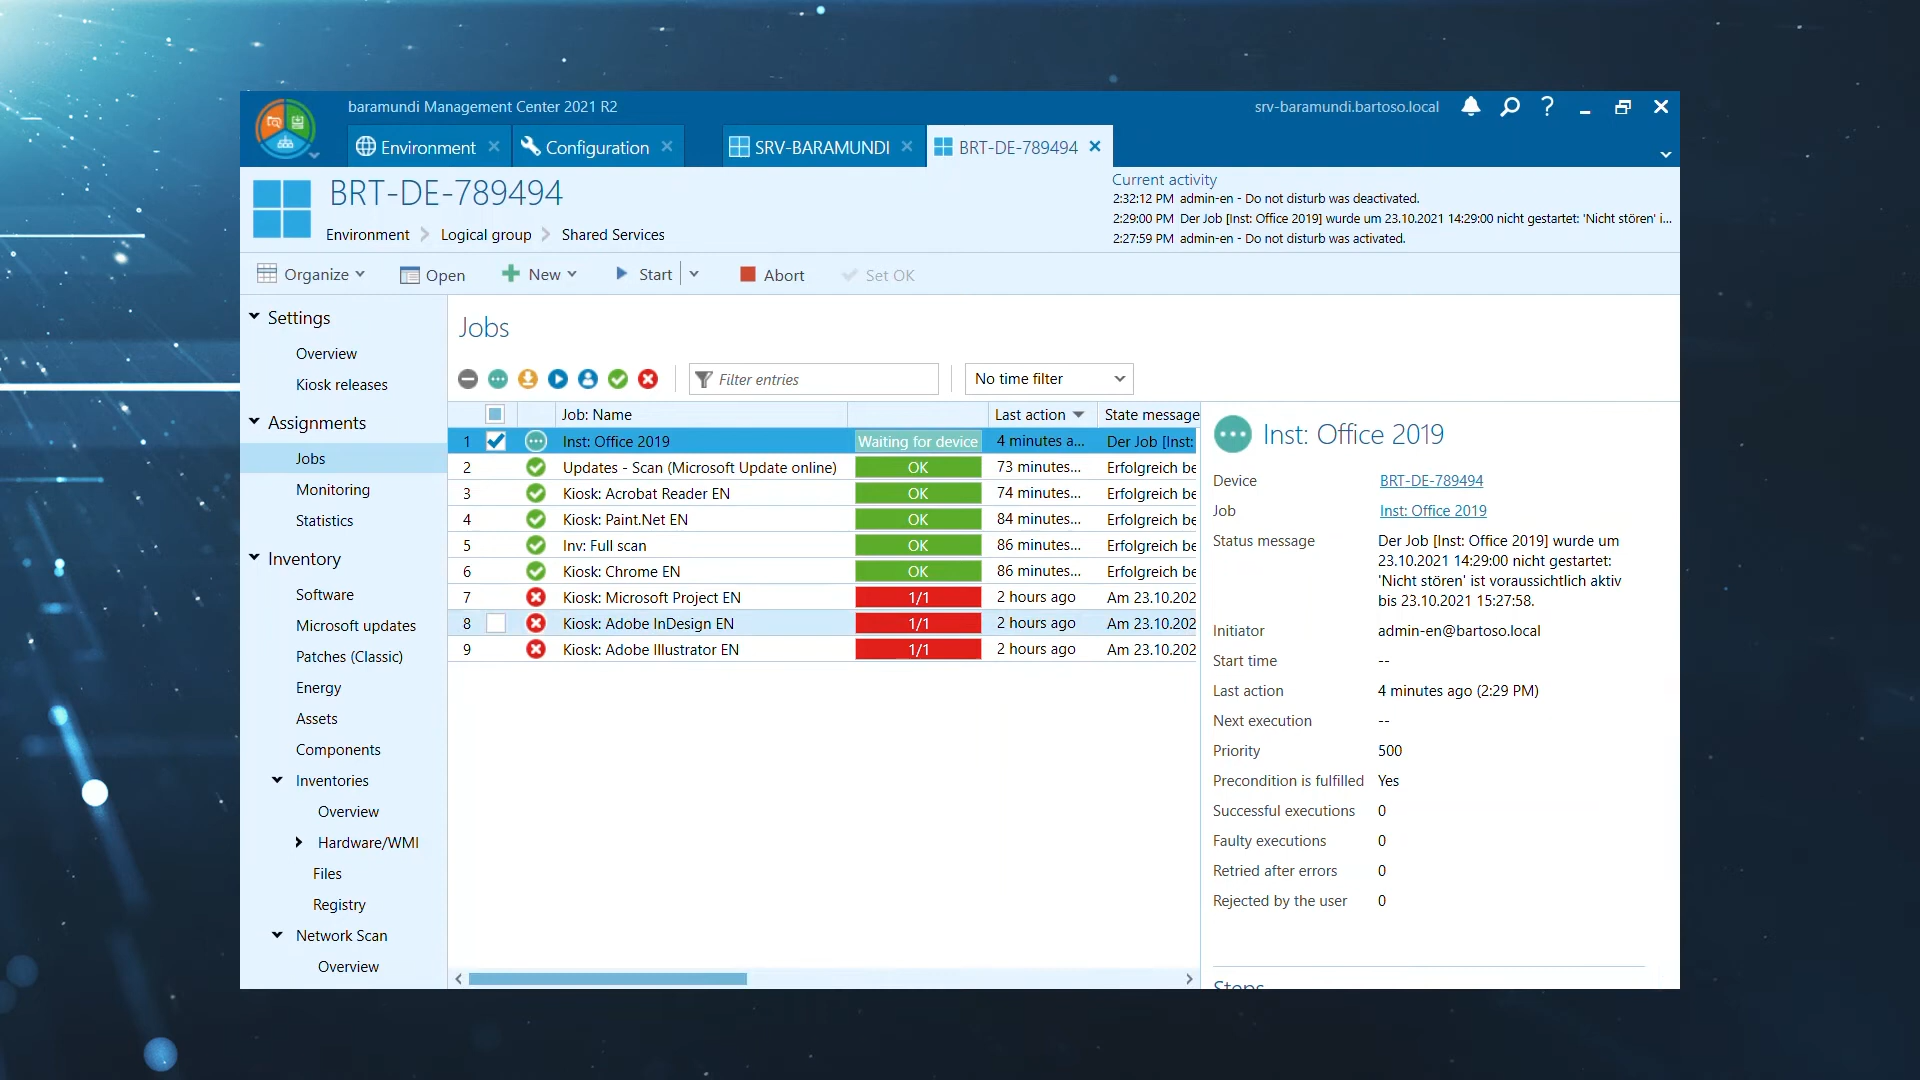 baramundi Management Center 2021 R2
srv-baramundi.bartoso.local
?
Environment
Configuration
SRV-BARAMUNDI
BRT-DE-789494
BRT-DE-789494
Environment > Logical group > Shared Services
Current activity
2:32:12 PM admin-en - Do not disturb was deactivated.
2:29:00 PM Der Job [Inst: Office 2019] wurde um 23.10.2021 14:29:00 nicht gestartet: 'Nicht stören' i...
2:27:59 PM admin-en - Do not disturb was activated.
Organize
Open
New
Start
Abort
Set OK
Settings
Overview
Kiosk releases
Assignments
Jobs
Monitoring
Statistics
Inventory
Software
Microsoft updates
Patches (Classic)
Energy
Assets
Components
Inventories
Overview
Hardware/WMI
Files
Registry
Network Scan
Overview
Jobs
Filter entries
No time filter
Job: Name Last action State message
1 Inst: Office 2019 Waiting for device 4 minutes a... Der Job [Inst:
2 Updates - Scan (Microsoft Update online) OK 73 minutes... Erfolgreich be
3 Kiosk: Acrobat Reader EN OK 74 minutes... Erfolgreich be
4 Kiosk: Paint.Net EN OK 84 minutes... Erfolgreich be
5 Inv: Full scan OK 86 minutes... Erfolgreich be
6 Kiosk: Chrome EN OK 86 minutes... Erfolgreich be
7 Kiosk: Microsoft Project EN 1/1 2 hours ago Am 23.10.202
8 Kiosk: Adobe InDesign EN 1/1 2 hours ago Am 23.10.202
9 Kiosk: Adobe Illustrator EN 1/1 2 hours ago Am 23.10.202
Inst: Office 2019
Device BRT-DE-789494
Job Inst: Office 2019
Status message Der Job [Inst: Office 2019] wurde um
23.10.2021 14:29:00 nicht gestartet:
'Nicht stören' ist voraussichtlich aktiv
bis 23.10.2021 15:27:58.
Initiator admin-en@bartoso.local
Start time --
Last action 4 minutes ago (2:29 PM)
Next execution --
Priority 500
Precondition is fulfilled Yes
Successful executions 0
Faulty executions 0
Retried after errors 0
Rejected by the user 0
Steps